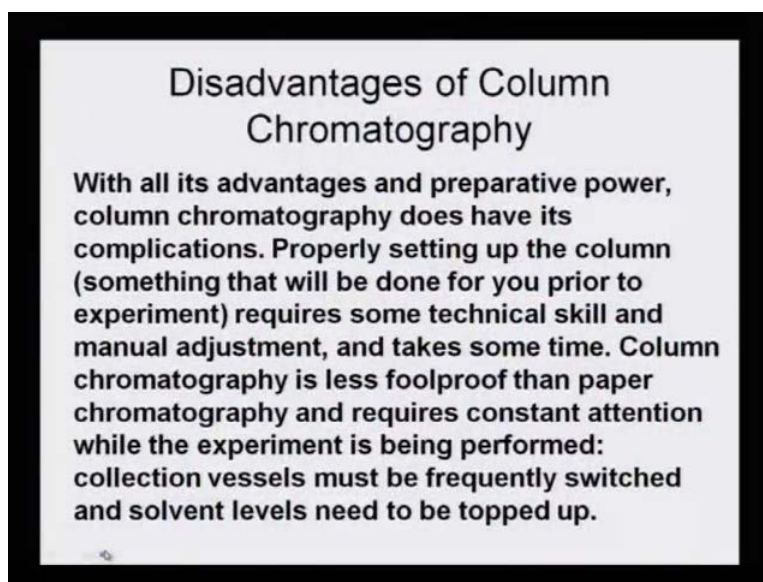 Disadvantages of Column
Chromatography
With all its advantages and preparative power,
column chromatography does have its
complications. Properly setting up the column
(something that will be done for you prior to
experiment) requires some technical skill and
manual adjustment, and takes some time. Column
chromatography is less foolproof than paper
chromatography and requires constant attention
while the experiment is being performed:
collection vessels must be frequently switched
and solvent levels need to be topped up.